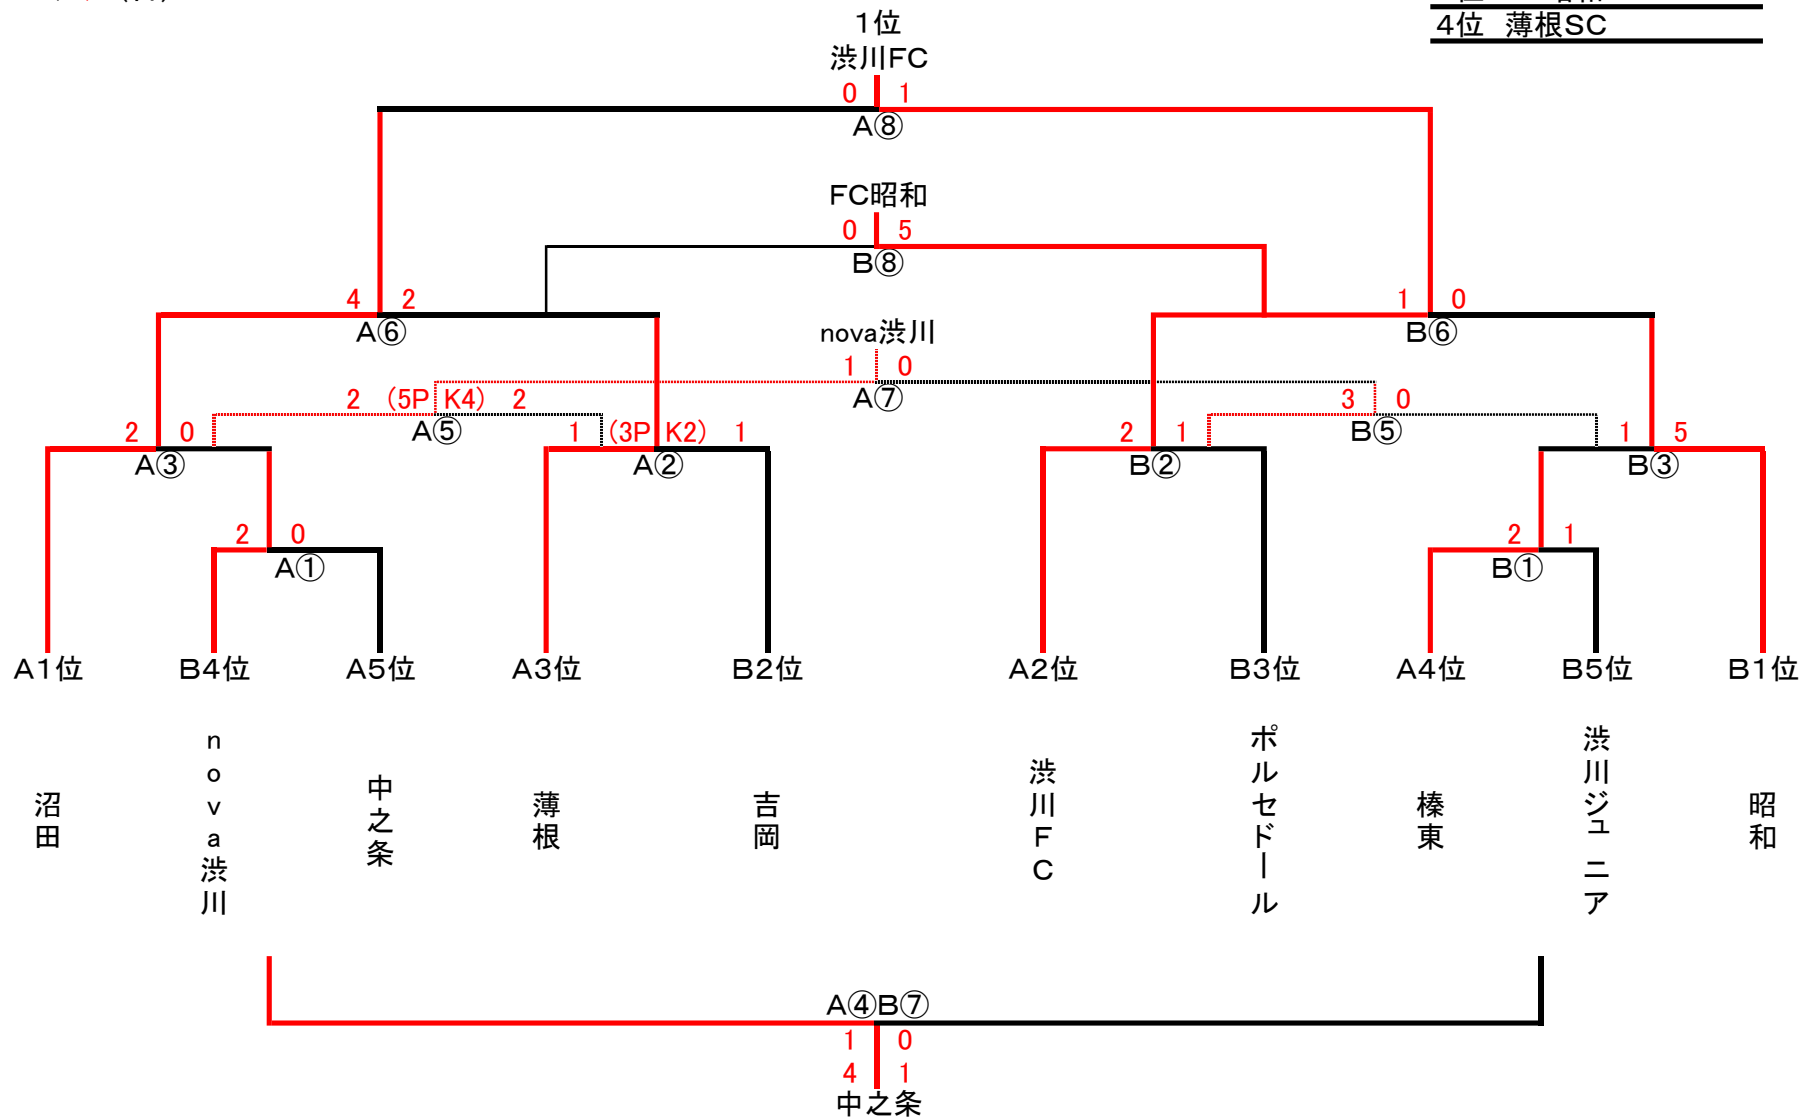 4位 薄根SC
1位
渋川FC
0 1
A⑧
FC昭和
0 5
B⑧
4 2
A⑥
1 0
B⑥
nova渋川
1 0
A⑦
2 (5P K4) 2
A⑤
3 0
B⑤
2 0
A③
1 (3P K2) 1
A②
2 1
B②
1 5
B③
2 0
A①
2 1
B①
A1位 B4位 A5位 A3位 B2位 A2位 B3位 A4位 B5位 B1位
沼田
nova渋川
中之条
薄根
吉岡
渋川FC
ポルセドール
榛東
渋川ジュニア
昭和
A④B⑦
1 0
4 1
中之条